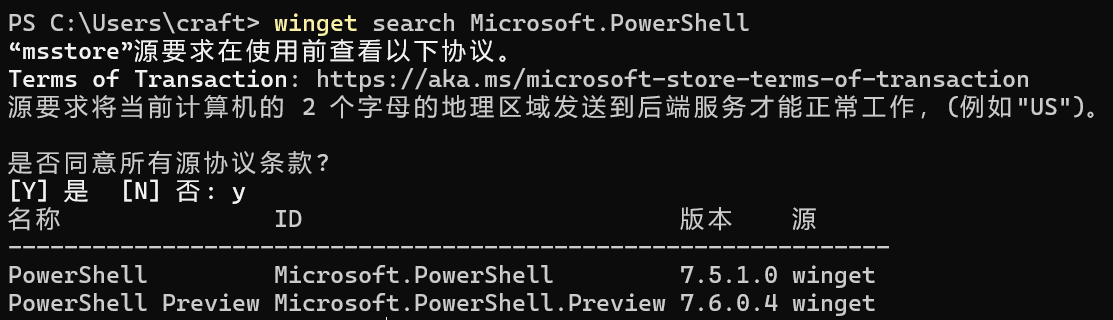 PS C:\Users\craft> winget search Microsoft.PowerShell
“msstore”源要求在使用前查看以下协议。
Terms of Transaction: https://aka.ms/microsoft-store-terms-of-transaction
源要求将当前计算机的 2 个字母的地理区域发送到后端服务才能正常工作，(例如"US")。
是否同意所有源协议条款?
[Y] 是  [N] 否: y
名称 ID 版本 源
---------------------------------------------------------------
PowerShell Microsoft.PowerShell 7.5.1.0 winget
PowerShell Preview Microsoft.PowerShell.Preview 7.6.0.4 winget